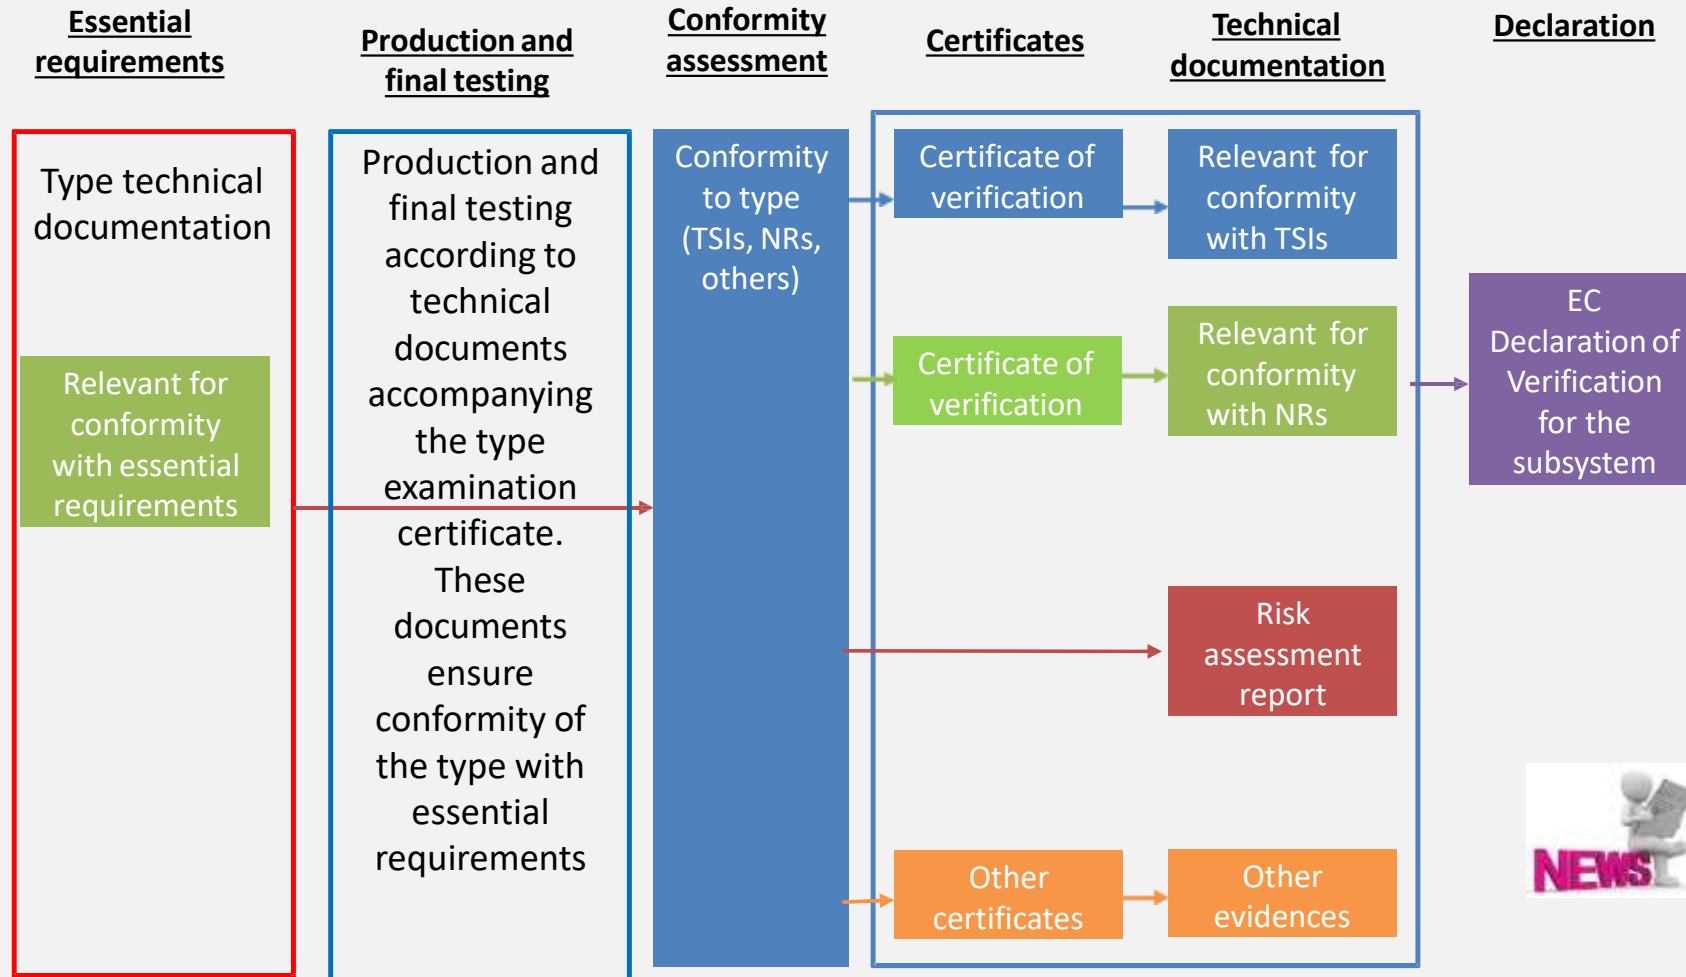 Essential
requirements
Production and
final testing
Conformity
assessment
Certificates
Technical
documentation
Declaration
Type technical
documentation
Relevant for
conformity
with essential
requirements
Production and
final testing
according to
technical
documents
accompanying
the type
examination
certificate.
These
documents
ensure
conformity of
the type with
essential
requirements
Conformity
to type
(TSIs, NRs,
others)
Certificate of
verification
Relevant for
conformity
with TSIs
Certificate of
verification
Relevant for
conformity
with NRs
Risk
assessment
report
Other
certificates
Other
evidences
EC
Declaration of
Verification
for the
subsystem
NEWS